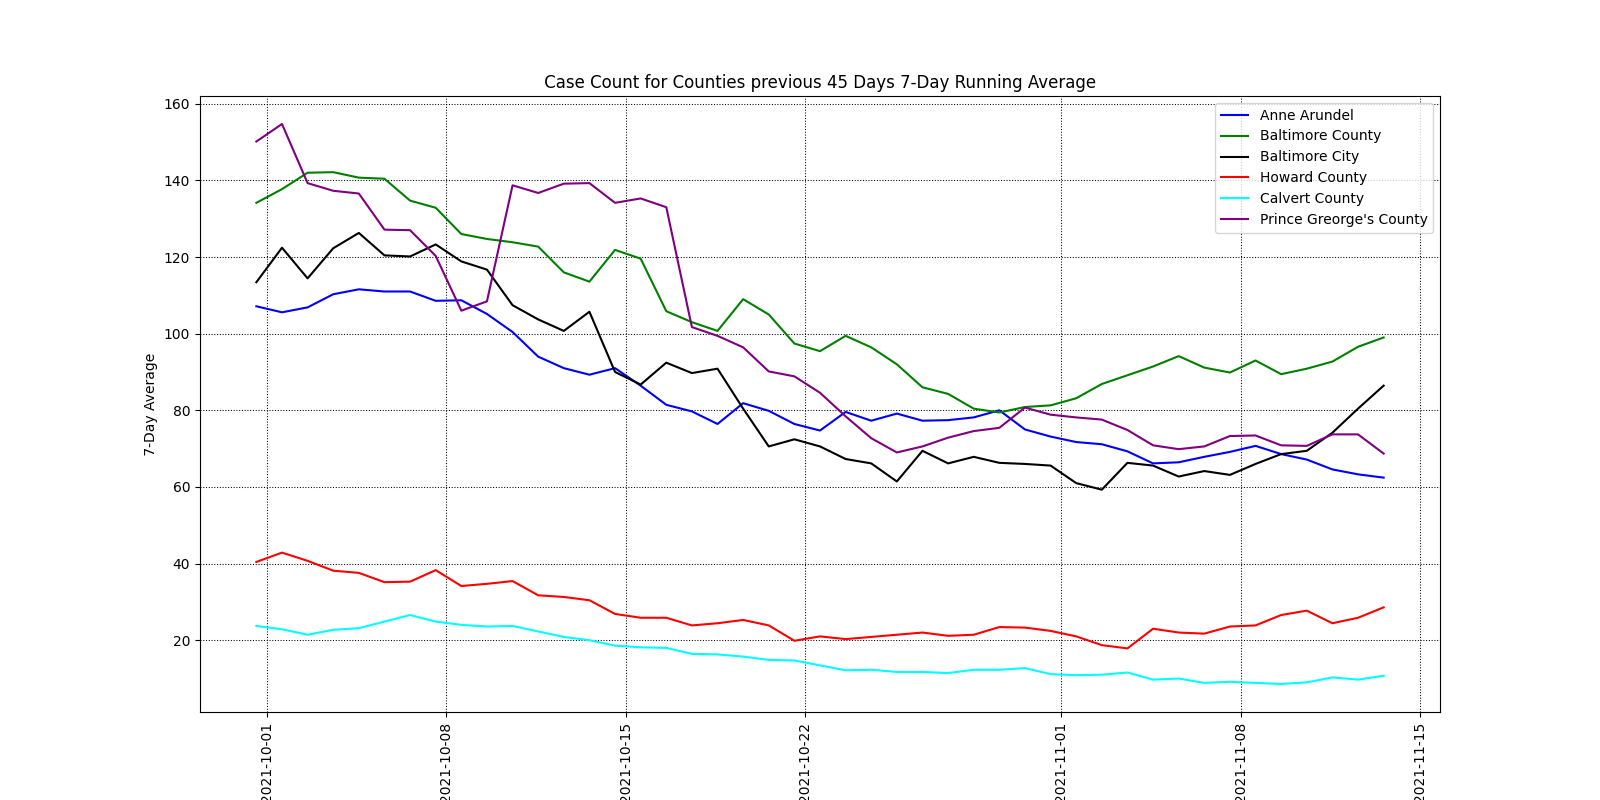 Case Count for Counties previous 45 Days 7-Day Running Average
160
140
120
100
80
60
40
20
7-Day Average
Anne Arundel
Baltimore County
Baltimore City
Howard County
Calvert County
Prince Greorge's County
2021-10-01
2021-10-08
2021-10-15
2021-10-22
2021-11-01
2021-11-08
2021-11-15